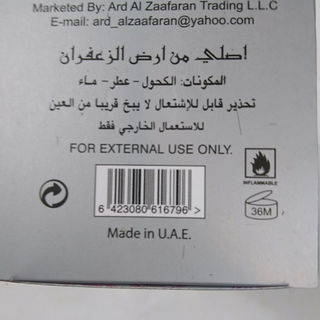 Marketed By: Ard Al Zaafaran Trading L.L.C
E-mail: ard_alzaafaran@yahoo.com
اصلي من ارض الزعفران
المكونات: الكحول - عطر - ماء
تحذير قابل للإشتعال لا يبخ قريبا من العين
للاستعمال الخارجي فقط
FOR EXTERNAL USE ONLY.
INFLAMMABLE
36M
6 423080 616796 >
Made in U.A.E.